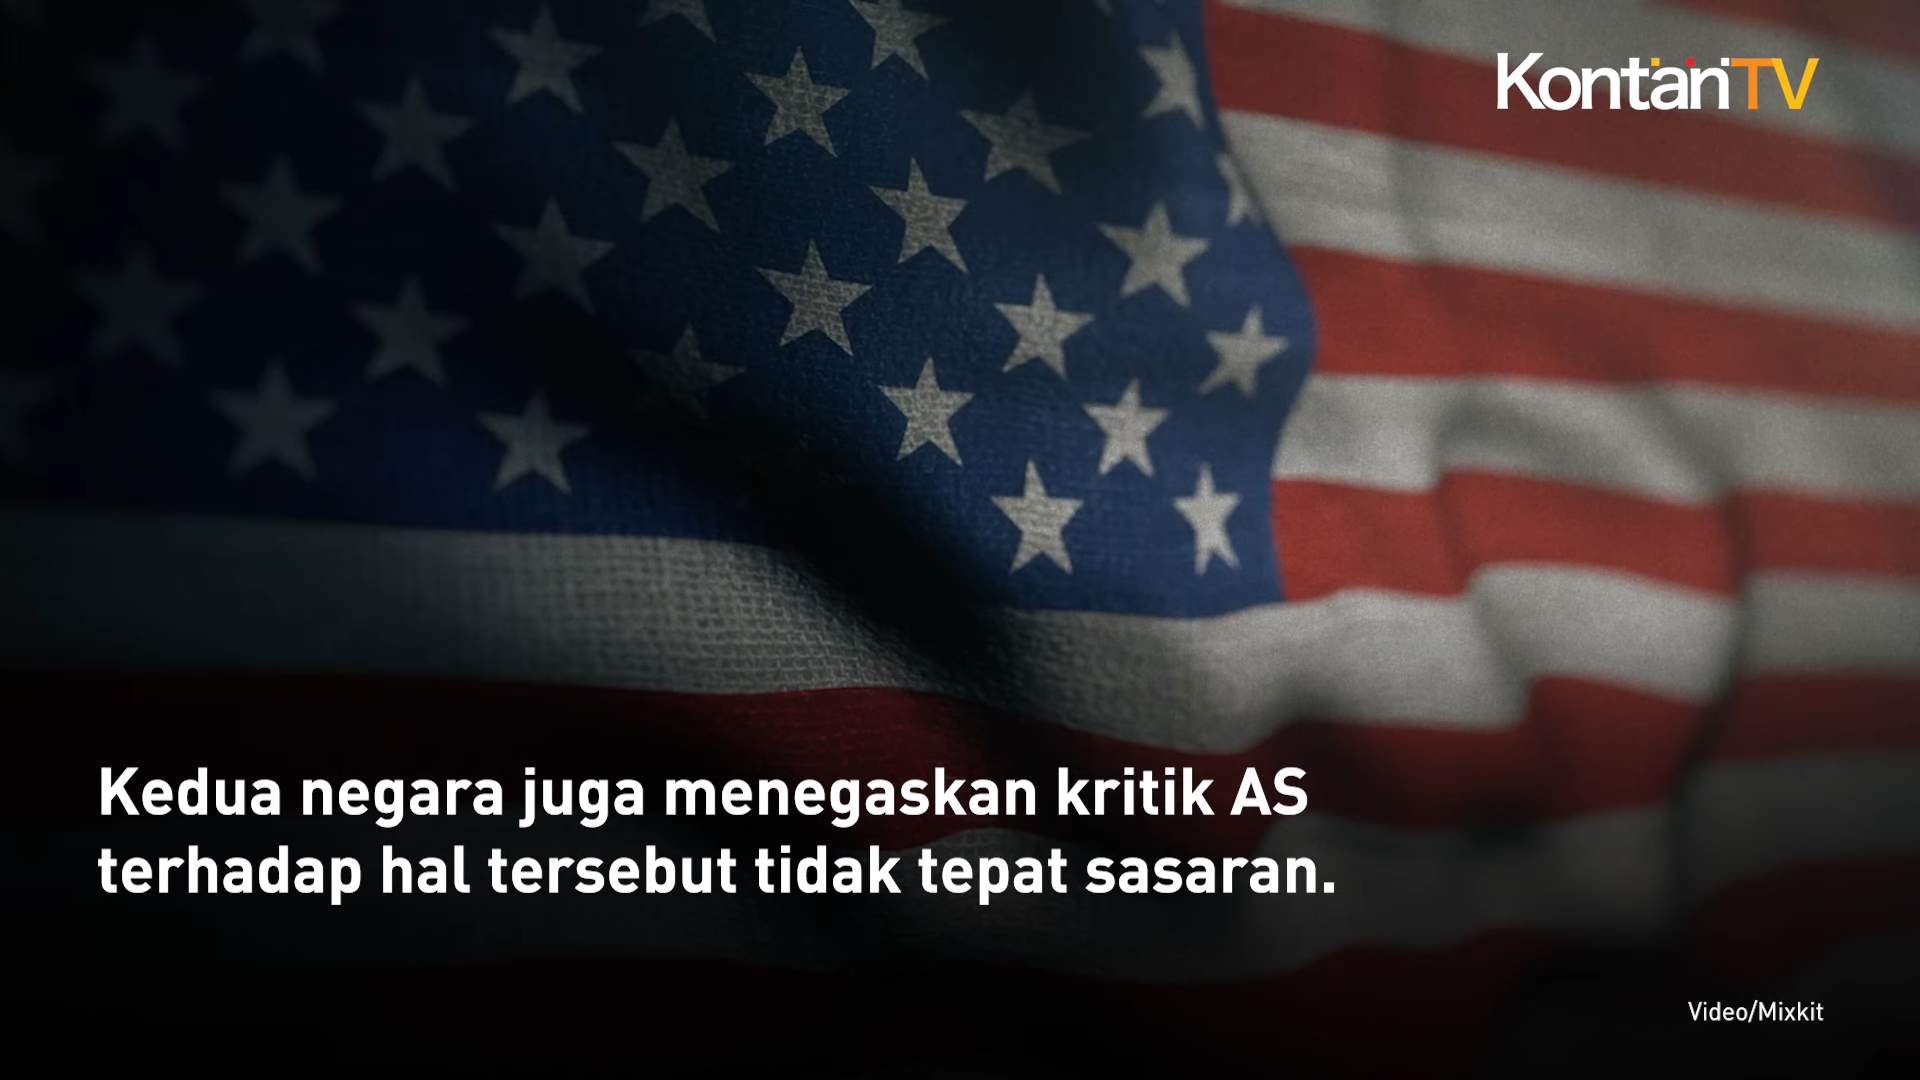 KontanTV
Kedua negara juga menegaskan kritik AS
terhadap hal tersebut tidak tepat sasaran.
Video/Mixkit